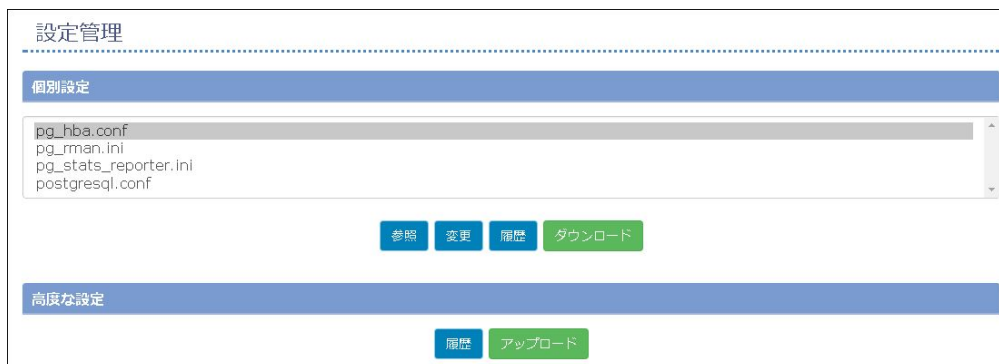 設定管理
個別設定
pg_hba.conf
pg_rman.ini
pg_stats_reporter.ini
postgresql.conf
参照 変更 履歴 ダウンロード
高度な設定
履歴 アップロード